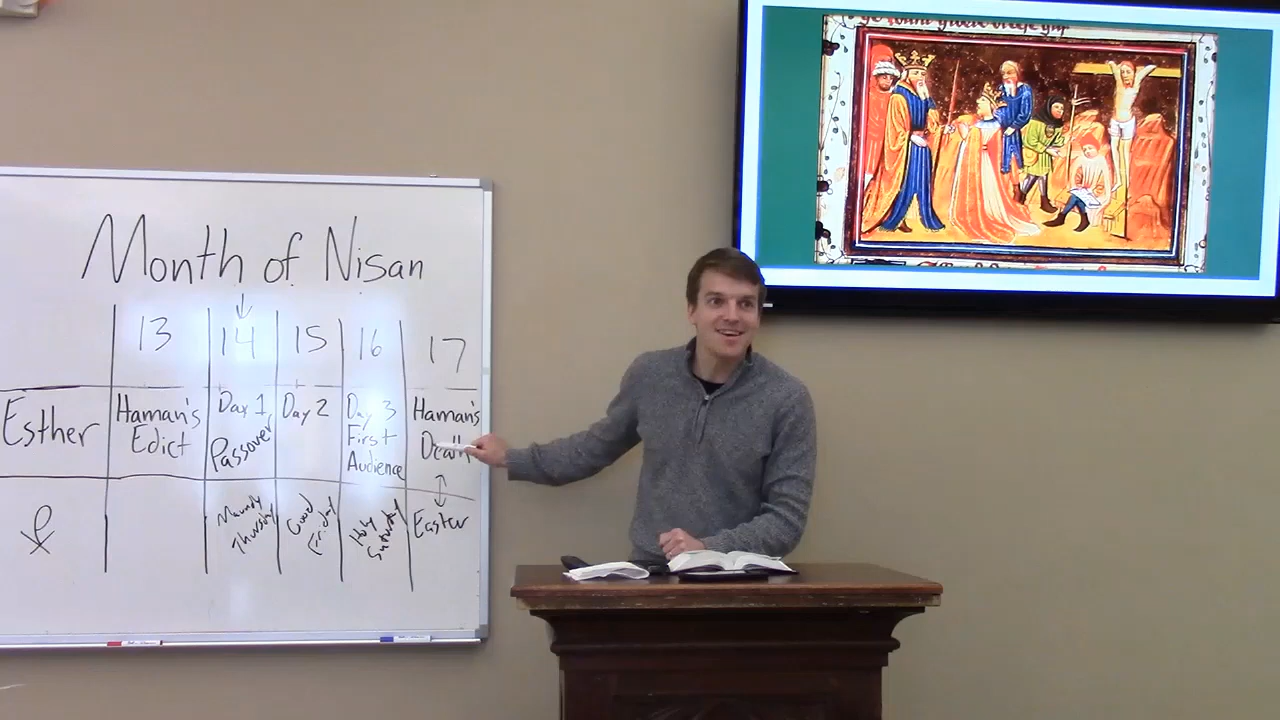 Month of Nisan
13 14 15 16 17
Esther
Haman's
Edict
Day 1
Passover
Day 2
Day 3
First
Audience
Haman's
Death
Maundy
Thursday
Good
Friday
Holy
Saturday
Easter